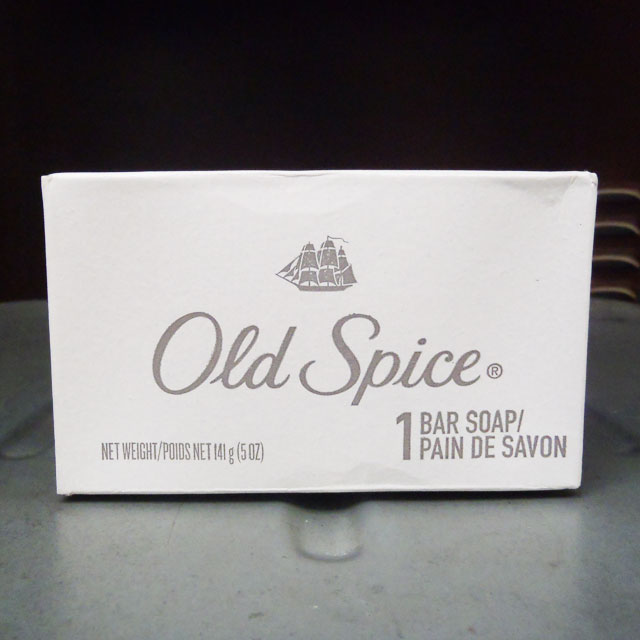 Old Spice®
1 BAR SOAP/
PAIN DE SAVON
NET WEIGHT/POIDS NET 141 g (5 OZ)